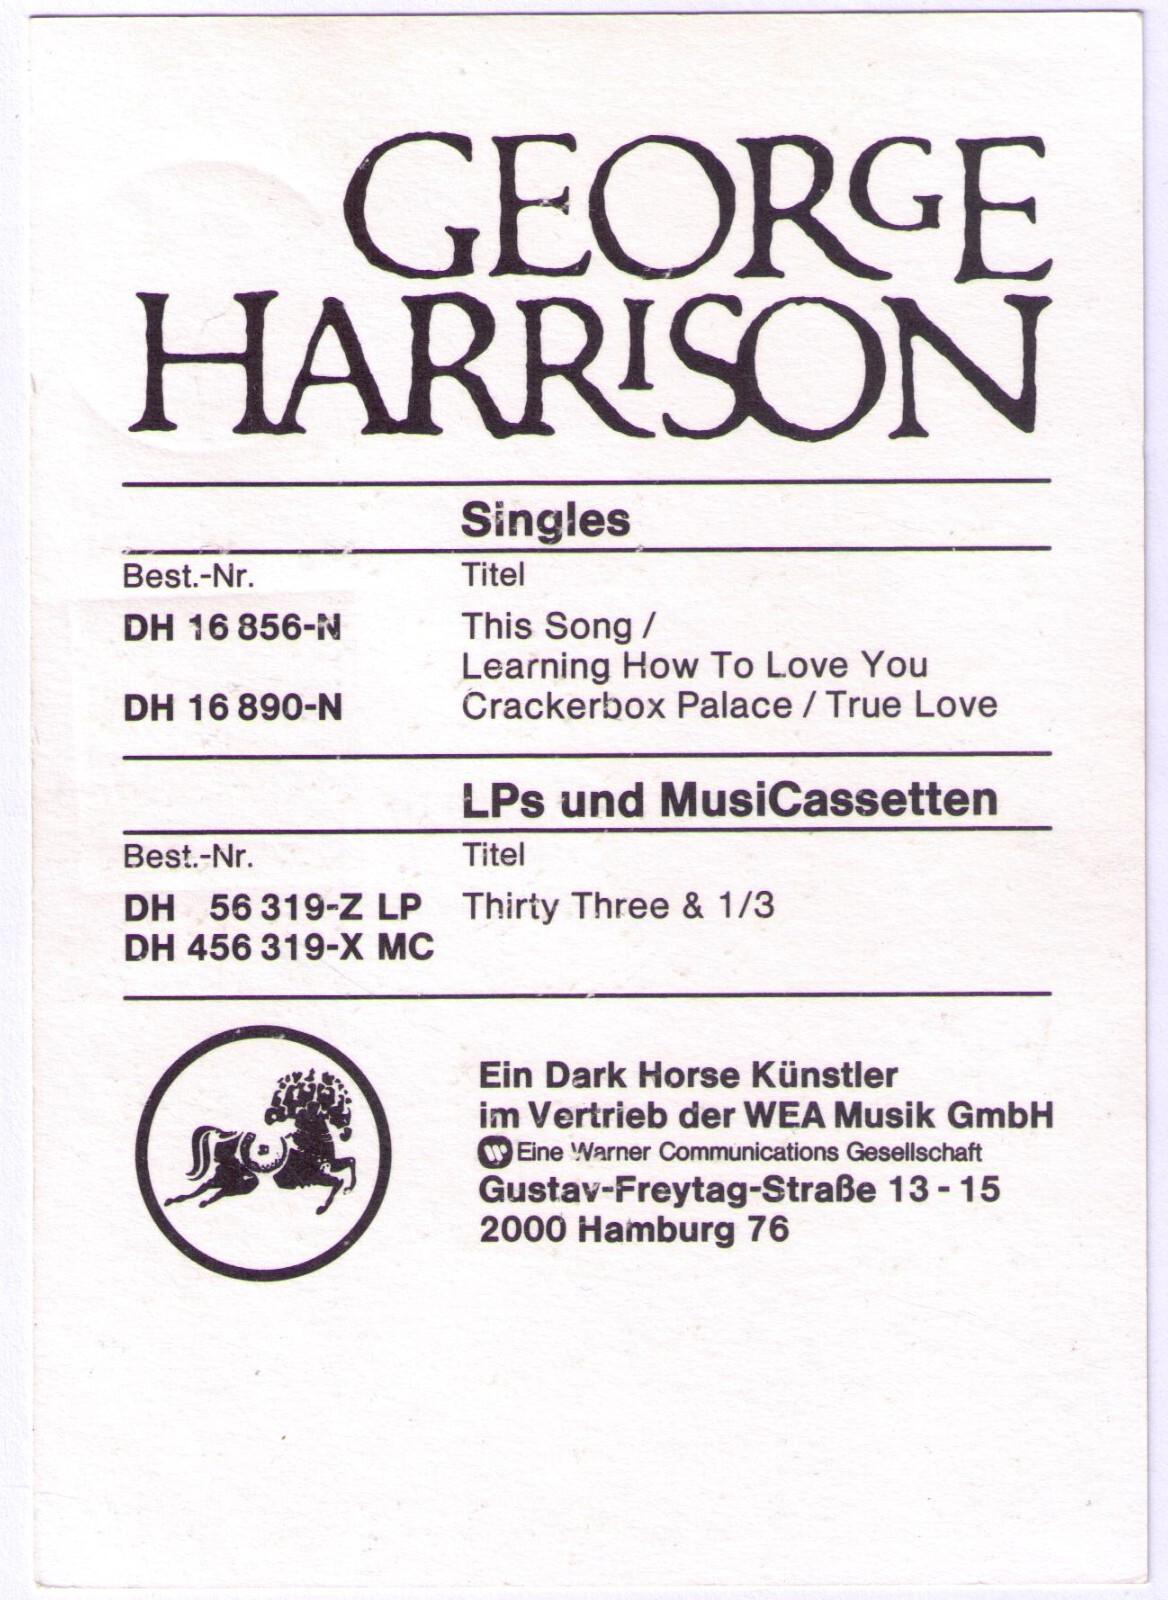 GEORGE
HARRISON
Singles
Best.-Nr. Titel
DH 16 856-N This Song /
Learning How To Love You
DH 16 890-N Crackerbox Palace / True Love
LPs und MusiCassetten
Best.-Nr. Titel
DH 56 319-Z LP Thirty Three & 1/3
DH 456 319-X MC
Ein Dark Horse Künstler
im Vertrieb der WEA Musik GmbH
Eine Warner Communications Gesellschaft
Gustav-Freytag-Straße 13 - 15
2000 Hamburg 76